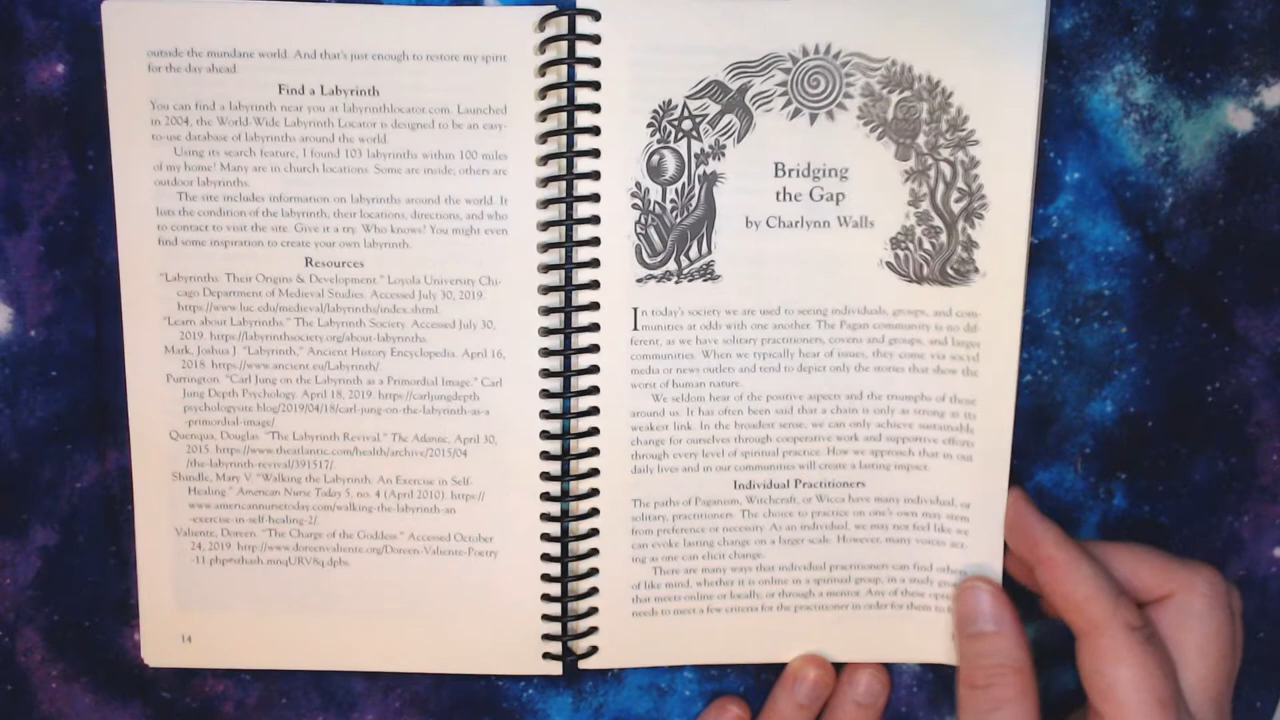 outside the mundane world. And that's just enough to restore my spirit
for the day ahead.
Find a Labyrinth
You can find a labyrinth near you at labyrinthlocator.com. Launched
in 2004, the World-Wide Labyrinth Locator is designed to be an easy-
to-use database of labyrinths around the world.
Using its search feature, I found 103 labyrinths within 100 miles
of my home! Many are in church locations. Some are inside; others are
outdoor labyrinths.
The site includes information on labyrinths around the world. It
lists the condition of the labyrinth, their locations, directions, and who
to contact to visit the site. Give it a try. Who knows? You might even
find some inspiration to create your own labyrinth.
Resources
"Labyrinths: Their Origins & Development." Loyola University Chi-
cago Department of Medieval Studies. Accessed July 30, 2019.
https://www.luc.edu/medieval/labyrinths/index.shtml.
"Learn about Labyrinths." The Labyrinth Society. Accessed July 30,
2019. https://labyrinthsociety.org/about-labyrinths.
Mark, Joshua J. "Labyrinth," Ancient History Encyclopedia. April 16,
2018. https://www.ancient.eu/Labyrinth/.
Purrington. "Carl Jung on the Labyrinth as a Primordial Image." Carl
Jung Depth Psychology. April 18, 2019. https://carljungdepth
psychologysite.blog/2019/04/18/carl-jung-on-the-labyrinth-as-a
-primordial-image/
Quenqua, Douglas. "The Labyrinth Revival." The Atlantic, April 30,
2015. https://www.theatlantic.com/health/archive/2015/04
/the-labyrinth-revival/391517/.
Shindle, Mary V. "Walking the Labyrinth: An Exercise in Self-
Healing." American Nurse Today 5, no. 4 (April 2010). https://
www.americannursetoday.com/walking-the-labyrinth-an
-exercise-in-self-healing-2/.
Valiente, Doreen. "The Charge of the Goddess." Accessed October
24, 2019. http://www.doreenvaliente.org/Doreen-Valiente-Poetry
14
Bridging
the Gap
by Charlynn Walls
In today's society we are used to seeing individuals, groups, and com-
munities at odds with one another. The Pagan community is no dif-
ferent, as we have solitary practitioners, covens and groups, and larger
communities. When we typically hear of issues, they come via social
media or news outlets and tend to depict only the stories that show the
worst of human nature.
We seldom hear of the positive aspects and the triumphs of those
around us. It has often been said that a chain is only as strong as its
weakest link. In the broadest sense, we can only achieve sustainable
change for ourselves through cooperative work and supportive efforts
through every level of spiritual practice. How we approach that in our
daily lives and in our communities will create a lasting impact.
Individual Practitioners
The paths of Paganism, Witchcraft, or Wicca have many individual, or
solitary, practitioners. The choice to practice on one's own may stem
from preference or necessity. As an individual, we may not feel like we
can evoke lasting change on a larger scale. However, many voices act-
ing as one can elicit change.
There are many ways that individual practitioners can find others
of like mind, whether it is online in a spiritual group, in a study
that meets online or locally, or through a mentor. Any of these
needs to meet a few criteria for the practitioner in order for them to